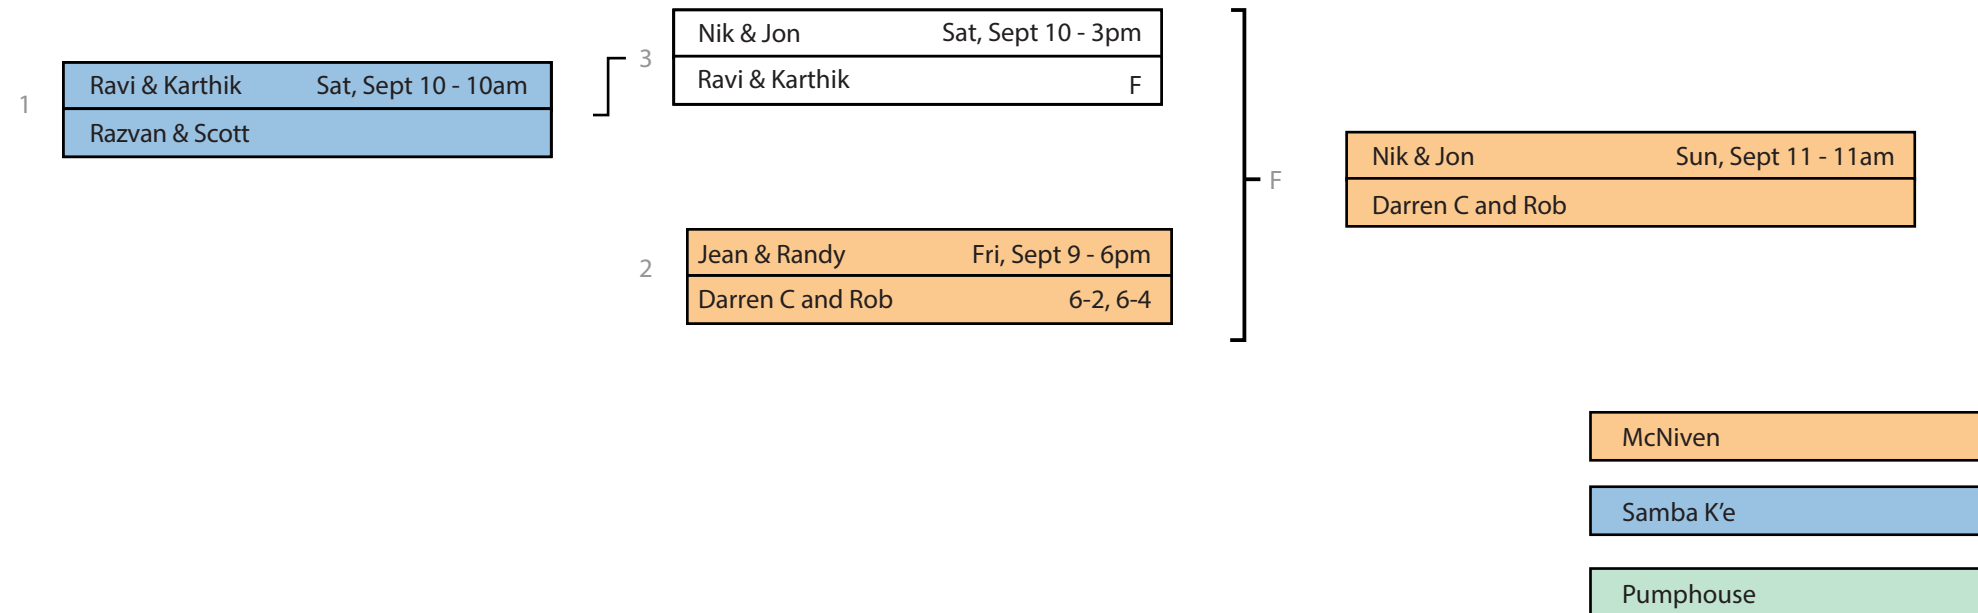 1
Ravi & Karthik Sat, Sept 10 - 10am
Razvan & Scott
3
Nik & Jon Sat, Sept 10 - 3pm
Ravi & Karthik F
2
Jean & Randy Fri, Sept 9 - 6pm
Darren C and Rob 6-2, 6-4
F
Nik & Jon Sun, Sept 11 - 11am
Darren C and Rob
McNiven
Samba K’e
Pumphouse